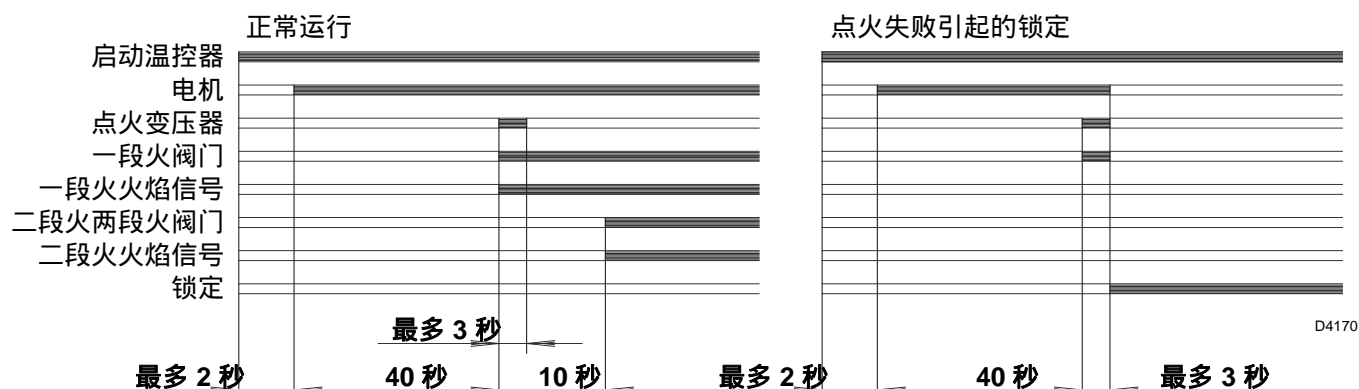 正常运行
点火失败引起的锁定
启动温控器
电机
点火变压器
一段火阀门
一段火火焰信号
二段火两段火阀门
二段火火焰信号
锁定
最多 3 秒
D4170
最多 2 秒
40 秒
10 秒
最多 2 秒
40 秒
最多 3 秒